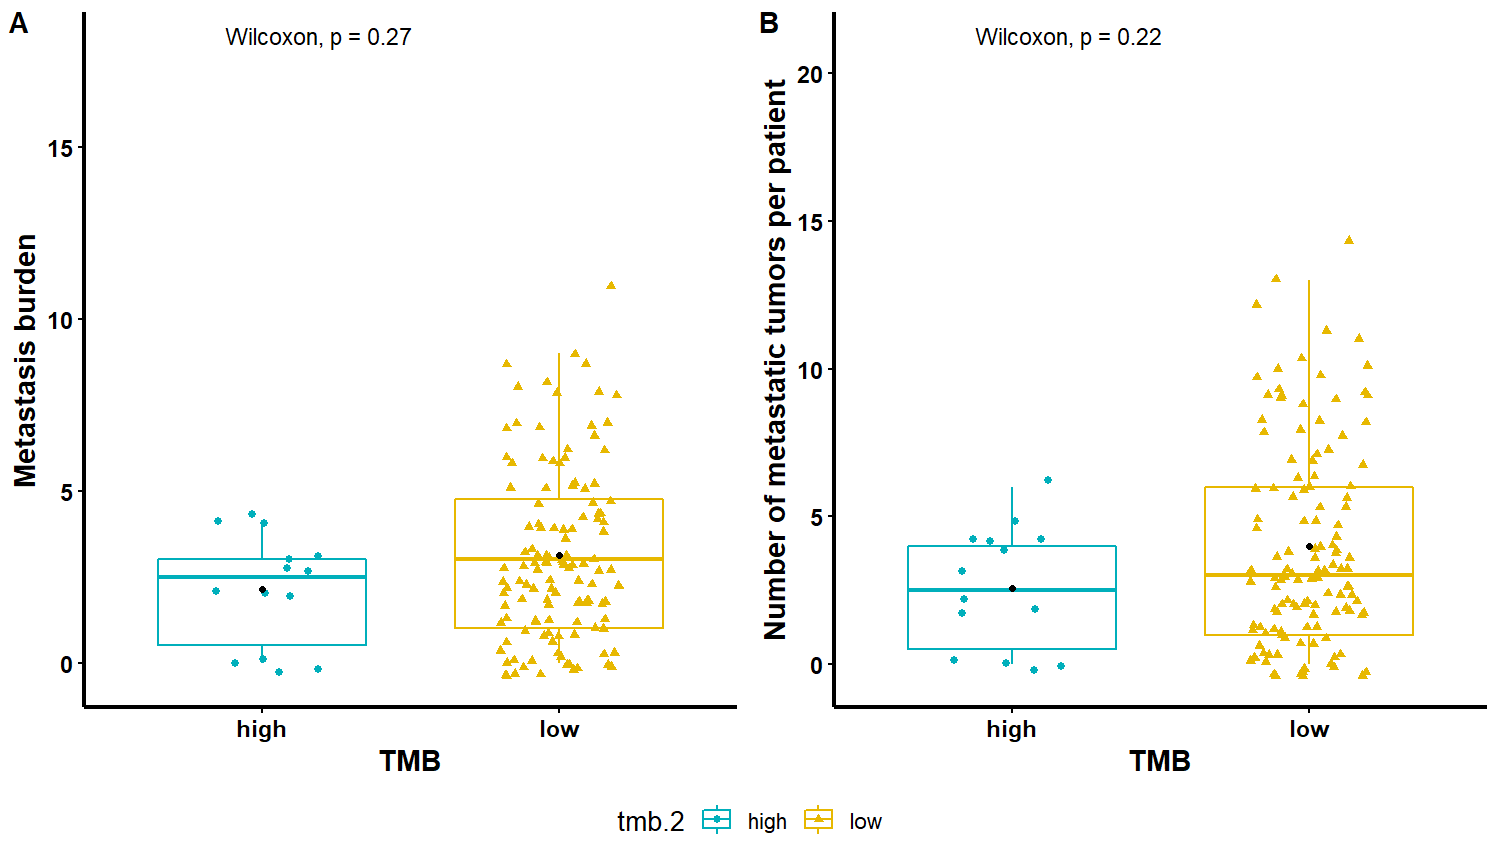 A
Wilcoxon, p = 0.27
Metastasis burden
15
10
5
0
high
low
TMB
B
Wilcoxon, p = 0.22
Number of metastatic tumors per patient
20
15
10
5
0
high
low
TMB
tmb.2 high low